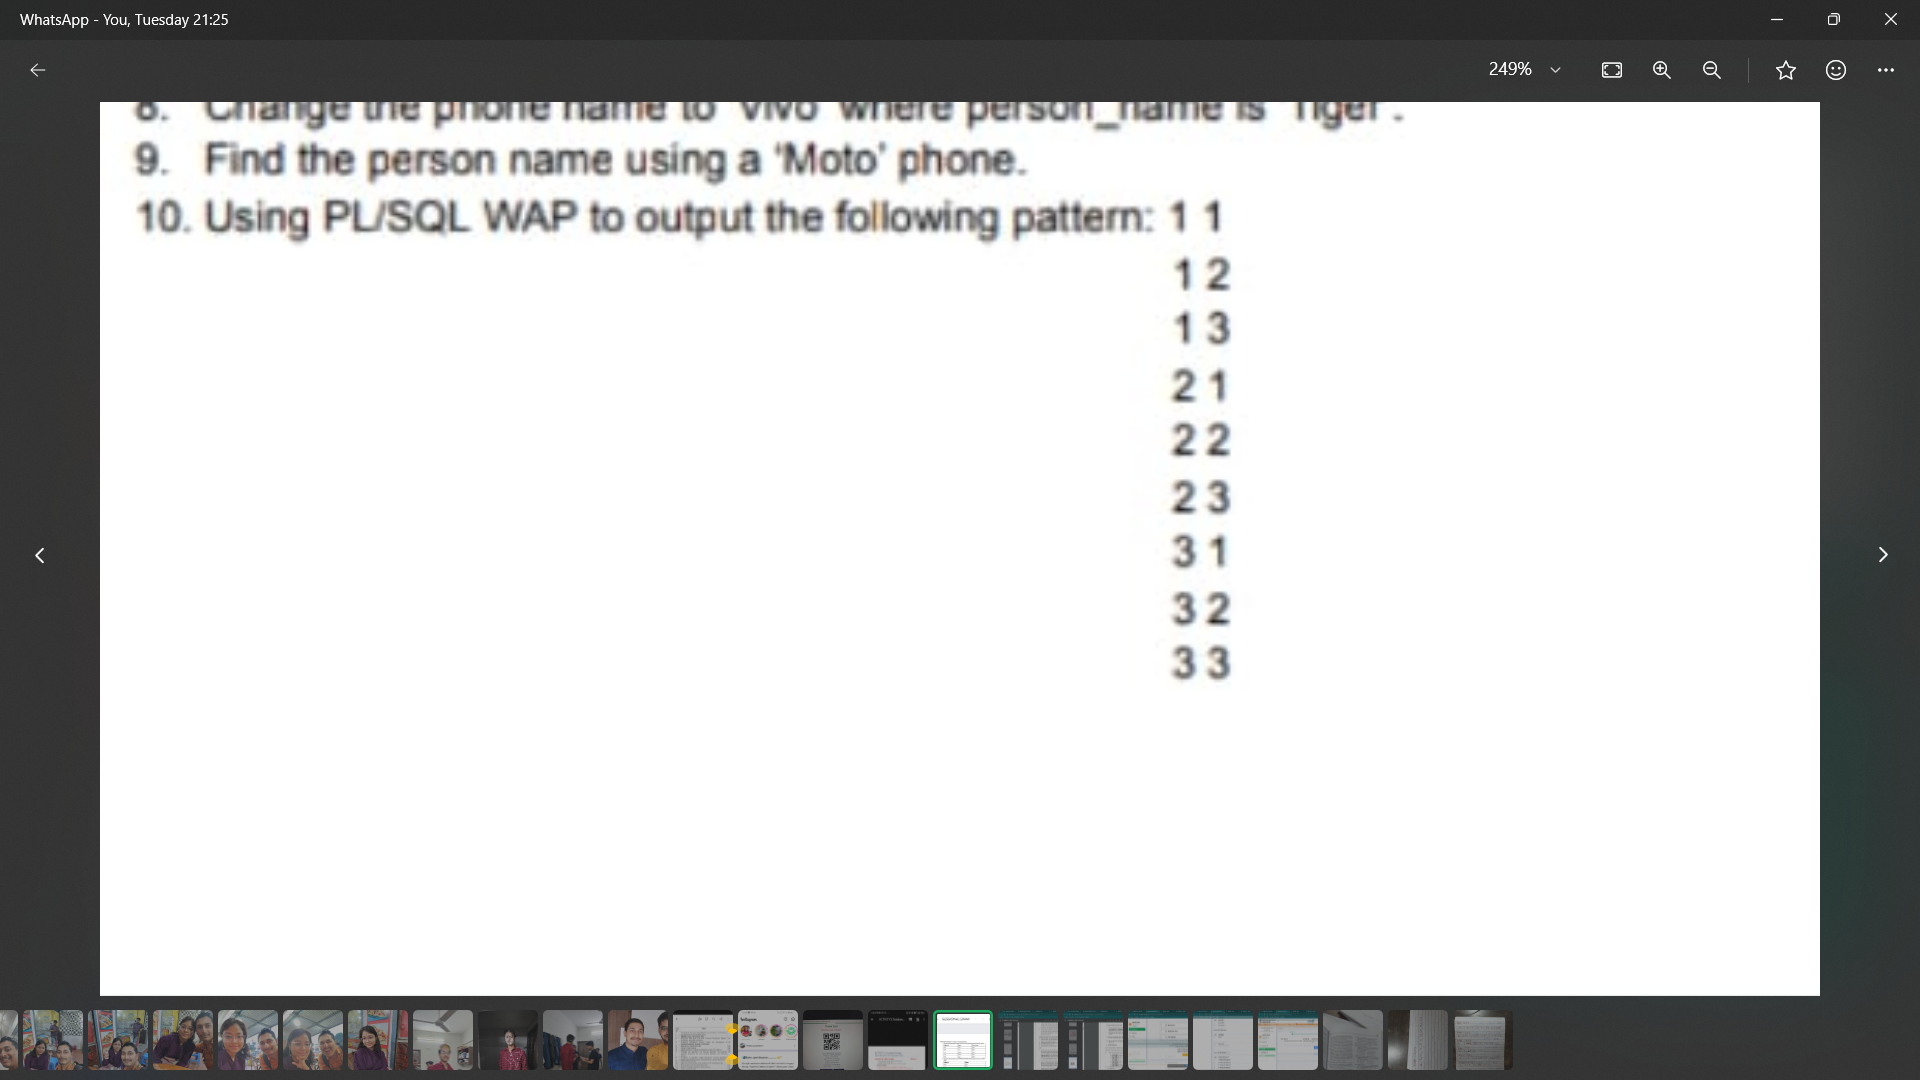 WhatsApp - You, Tuesday 21:25
249%
8. Change the phone name to 'Vivo' where person_name is 'Tiger'.
9. Find the person name using a ‘Moto’ phone.
10. Using PL/SQL WAP to output the following pattern: 1 1
1 2
1 3
2 1
2 2
2 3
3 1
3 2
3 3